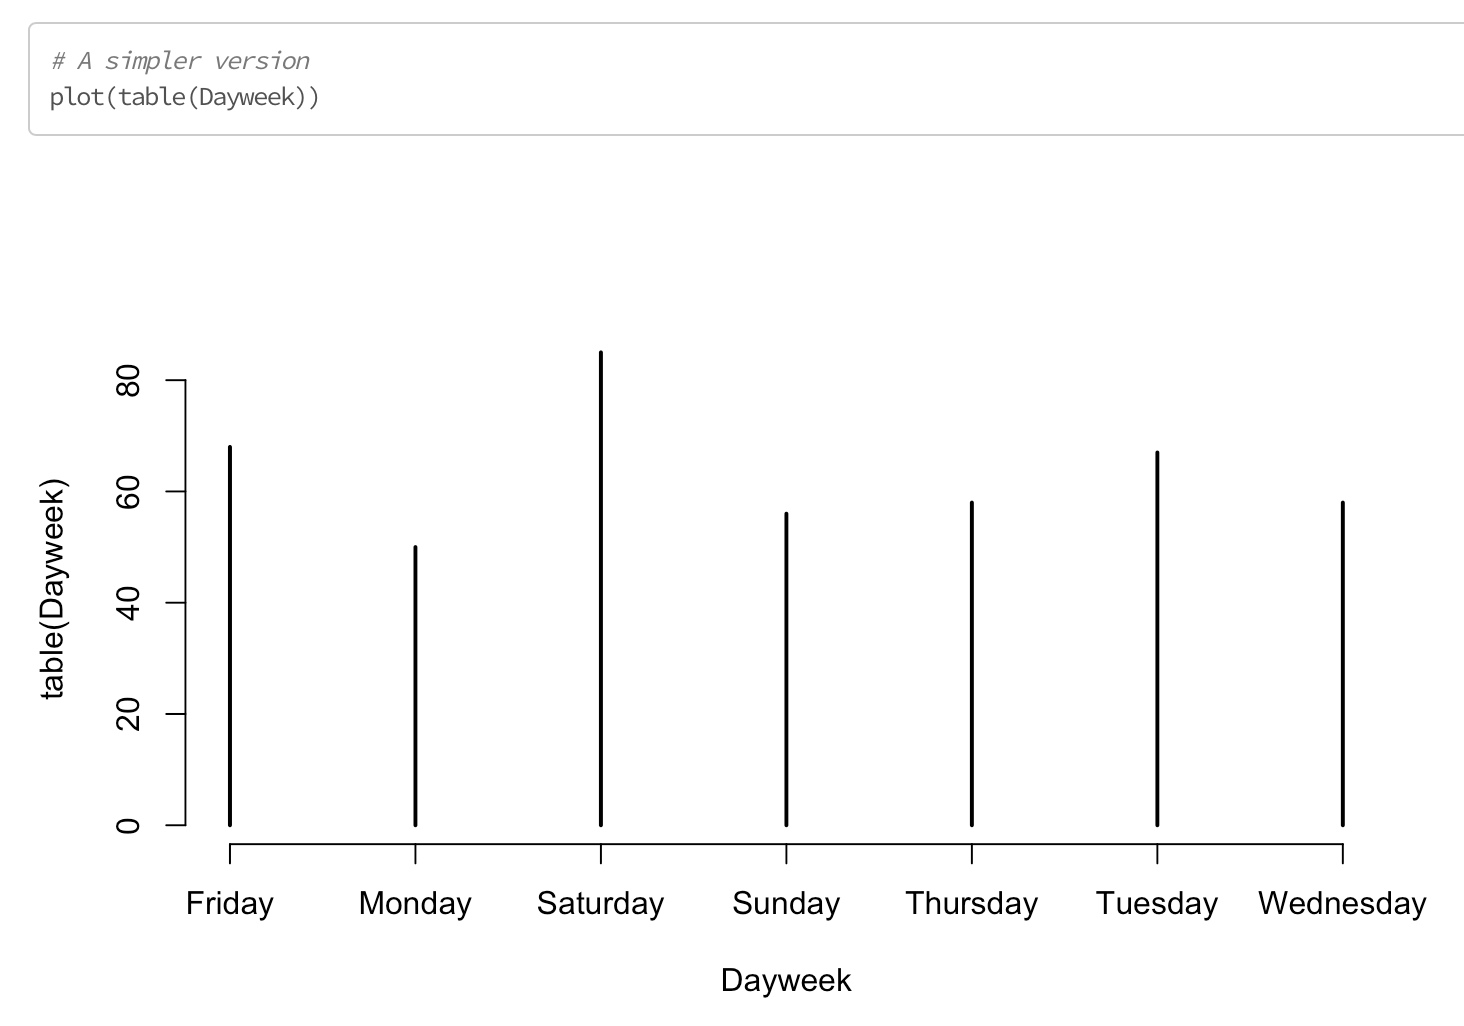 # A simpler version
plot(table(Dayweek))
80
60
40
20
0
table(Dayweek)
Friday Monday Saturday Sunday Thursday Tuesday Wednesday
Dayweek